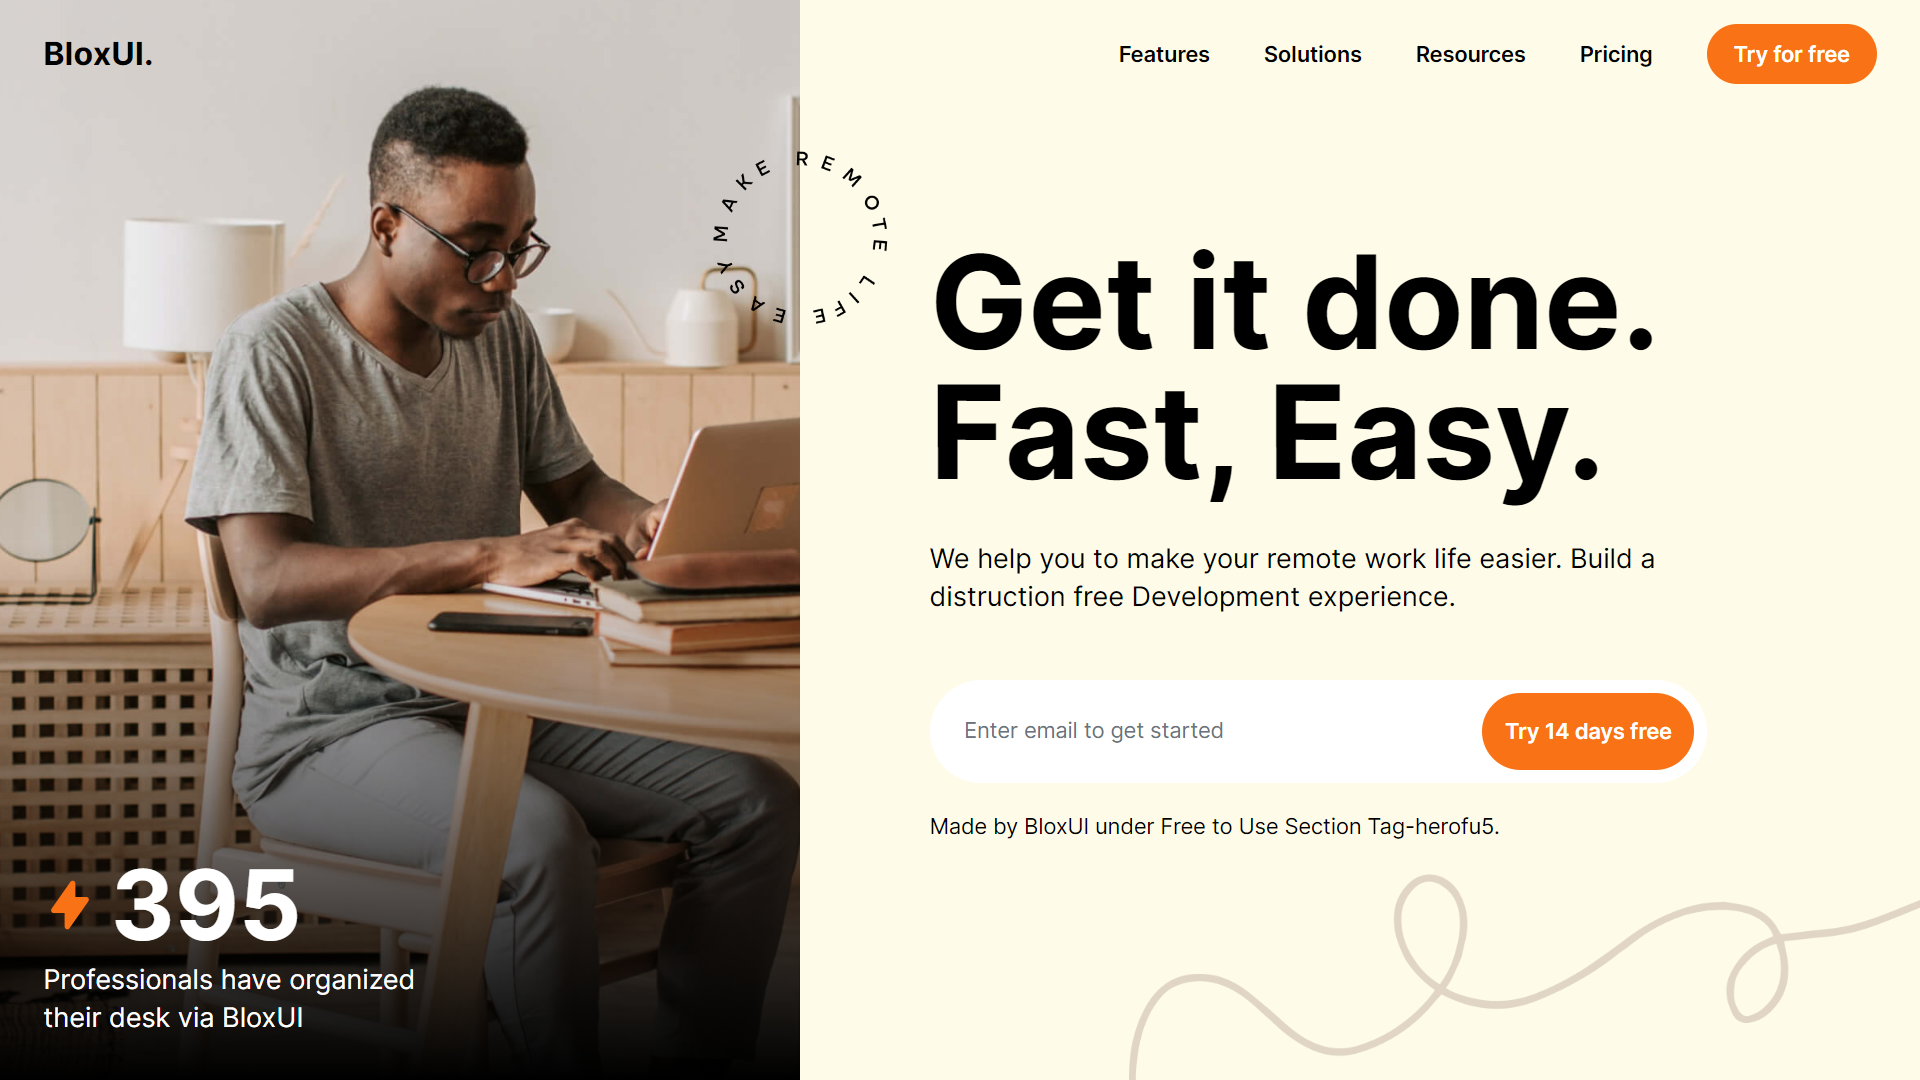 BloxUI.
Features
Solutions
Resources
Pricing
Try for free
MAKE REMOTE LIFE EASY
Get it done.
Fast, Easy.
We help you to make your remote work life easier. Build a
distruction free Development experience.
Enter email to get started
Try 14 days free
Made by BloxUI under Free to Use Section Tag-herofu5.
395
Professionals have organized
their desk via BloxUI